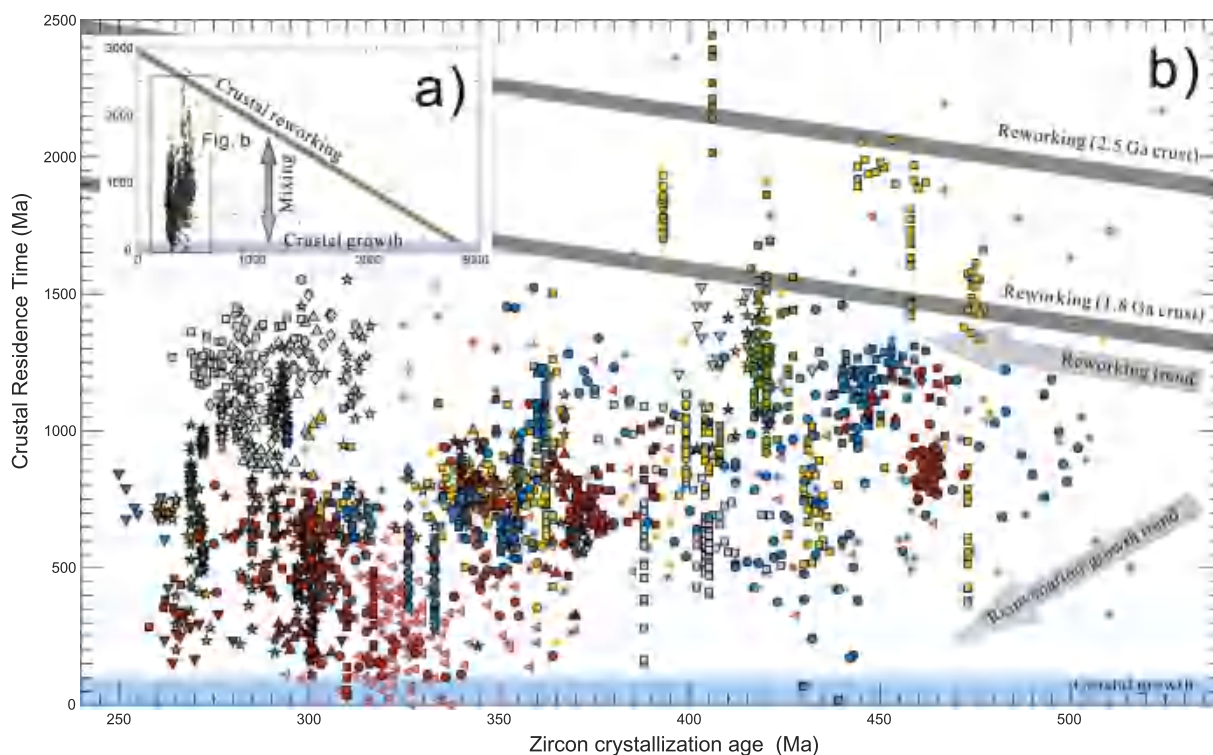 2500
2000
1500
1000
500
0
Crustal Residence Time (Ma)
3000
2000
1000
0
a)
Crustal reworking
Fig. b
Mixing
Crustal growth
0
1000
2000
b)
Reworking (2.5 Ga crust)
Reworking (1.8 Ga crust)
Reworking trend
Crustal growth
250
300
350
400
450
500
Zircon crystallization age (Ma)